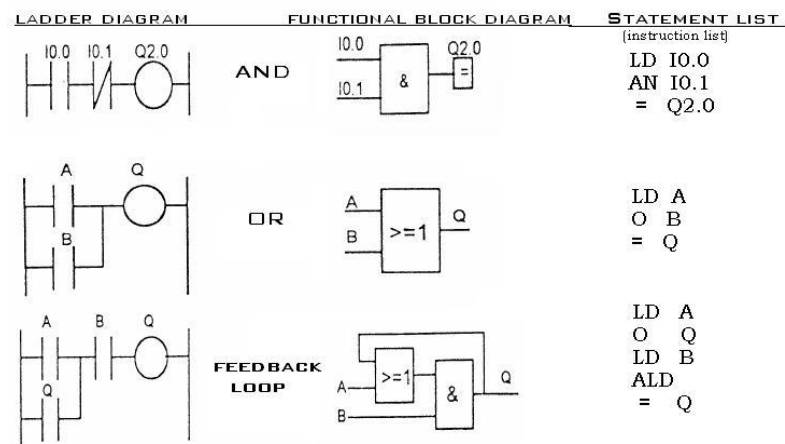 LADDER DIAGRAM
FUNCTIONAL BLOCK DIAGRAM
STATEMENT LIST
(instruction list)
I0.0 I0.1 Q2.0
AND
I0.0
I0.1
&
Q2.0
=
LD I0.0
AN I0.1
= Q2.0
A Q
B
OR
A
B
>=1
Q
LD A
O B
= Q
A B Q
Q
FEEDBACK
LOOP
A
B
>=1
&
Q
LD A
O Q
LD B
ALD
= Q